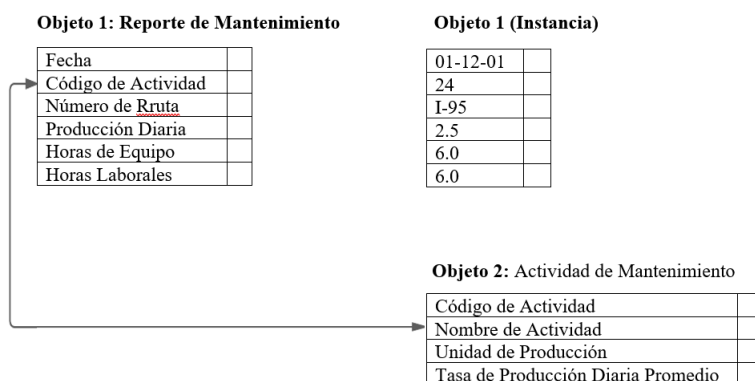 Objeto 1: Reporte de Mantenimiento
Fecha
Código de Actividad
Número de Rruta
Producción Diaria
Horas de Equipo
Horas Laborales
Objeto 1 (Instancia)
01-12-01
24
I-95
2.5
6.0
6.0
Objeto 2: Actividad de Mantenimiento
Código de Actividad
Nombre de Actividad
Unidad de Producción
Tasa de Producción Diaria Promedio